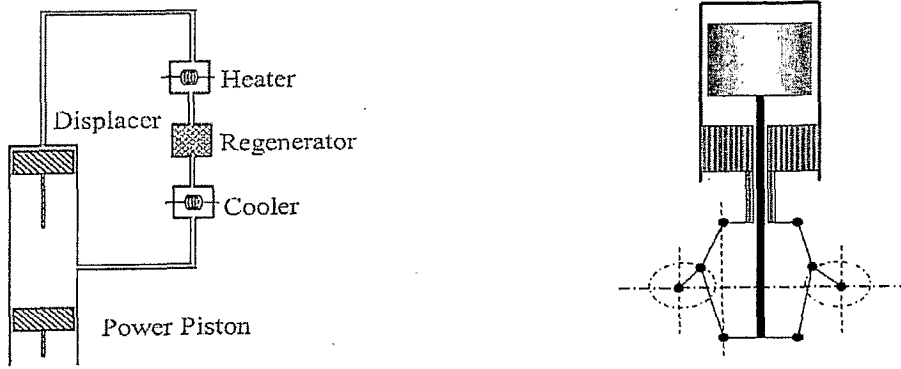 Heater
Displacer
Regenerator
Cooler
Power Piston